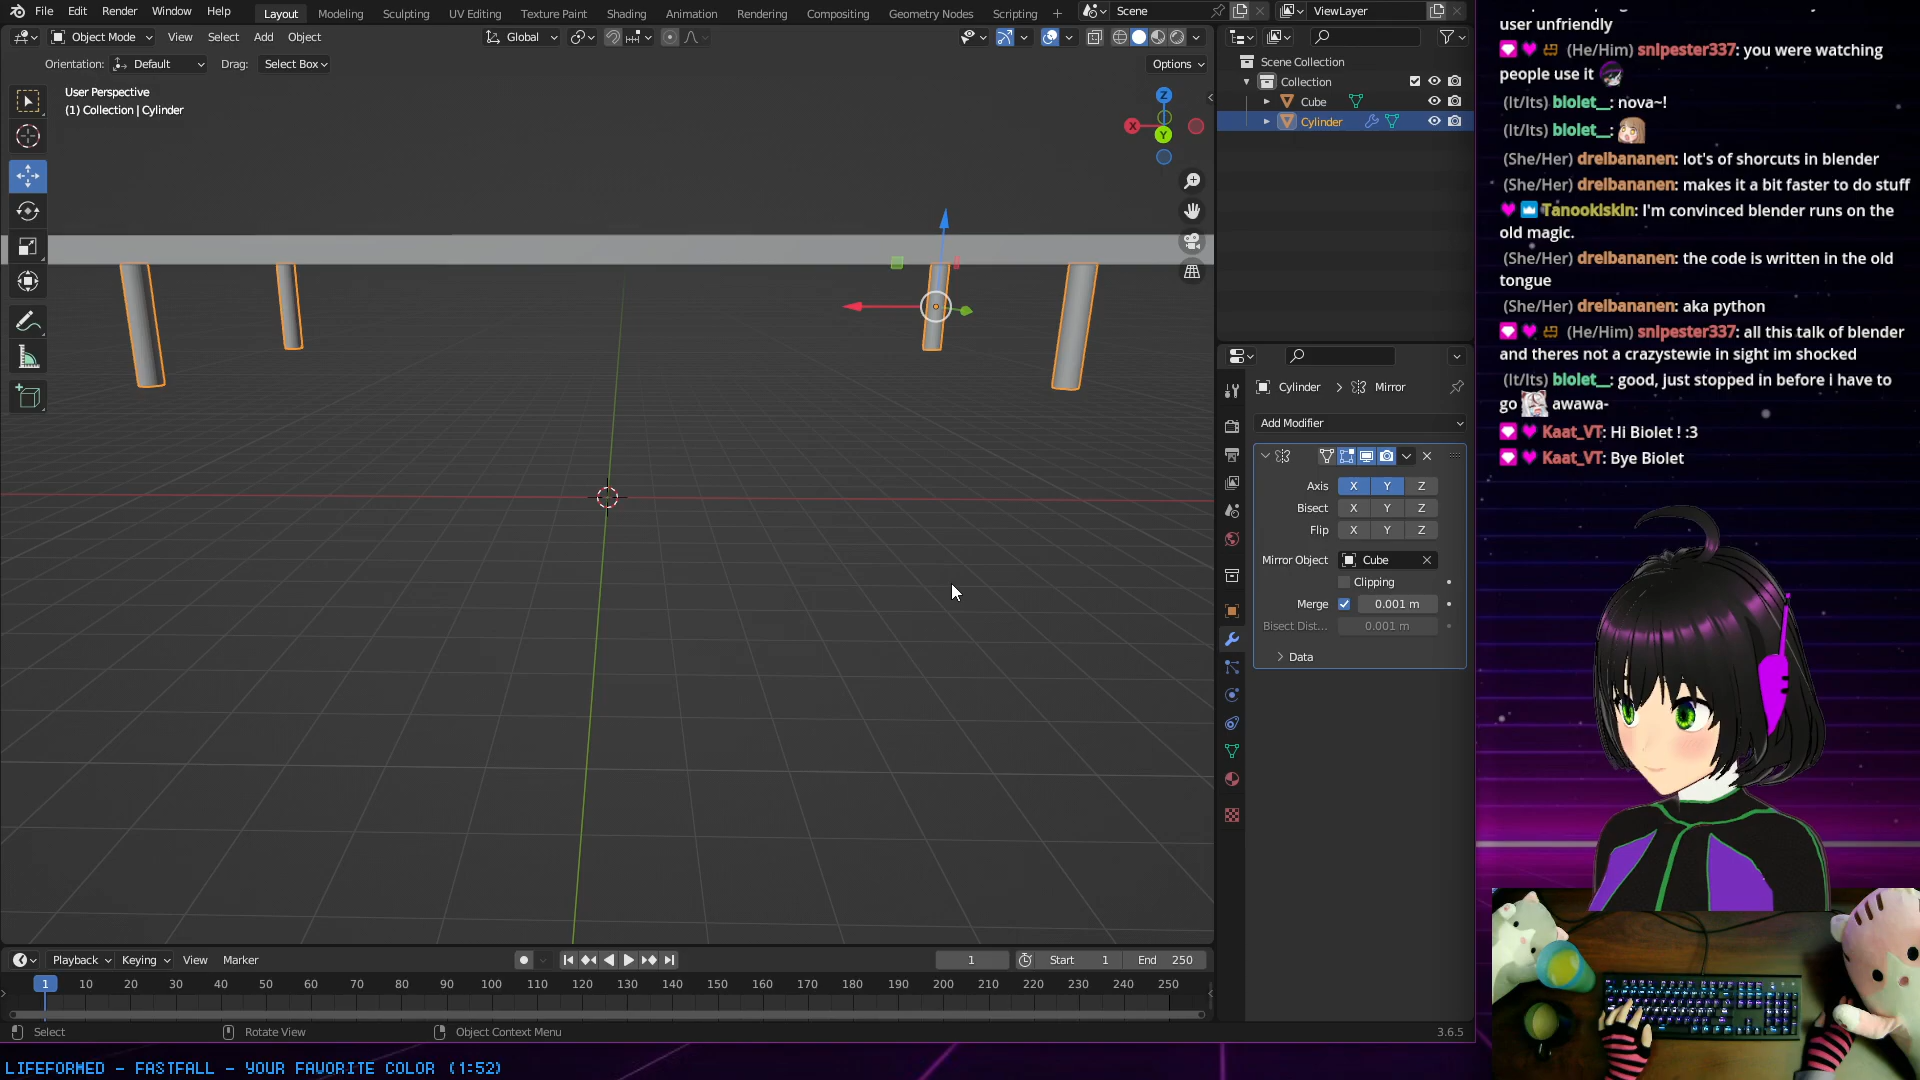 File Edit Render Window Help Layout Modeling Sculpting UV Editing Texture Paint Shading Animation Rendering Compositing Geometry Nodes Scripting + Scene ViewLayer
Object Mode View Select Add Object Global
Orientation: Default Drag: Select Box Options
User Perspective
(1) Collection | Cylinder
Z
X
Y
Scene Collection
Collection
Cube
Cylinder
Cylinder > Mirror
Add Modifier
Axis X Y Z
Bisect X Y Z
Flip X Y Z
Mirror Object Cube
Clipping
Merge 0.001 m
Bisect Dist... 0.001 m
Data
Playback Keying View Marker 1 Start 1 End 250
1 10 20 30 40 50 60 70 80 90 100 110 120 130 140 150 160 170 180 190 200 210 220 230 240 250
Select Rotate View Object Context Menu 3.6.5
LIFEFORMED - FASTFALL - YOUR FAVORITE COLOR (1:52)
user unfriendly
(He/Him) snipester337: you were watching
people use it
(It/Its) biolet__: nova~!
(It/Its) biolet__:
(She/Her) dreibananen: lot's of shorcuts in blender
(She/Her) dreibananen: makes it a bit faster to do stuff
Tanookiskin: I'm convinced blender runs on the
old magic.
(She/Her) dreibananen: the code is written in the old
tongue
(She/Her) dreibananen: aka python
(He/Him) snipester337: all this talk of blender
and theres not a crazystewie in sight im shocked
(It/Its) biolet__: good, just stopped in before i have to
go awawa-
Kaat_VT: Hi Biolet ! :3
Kaat_VT: Bye Biolet